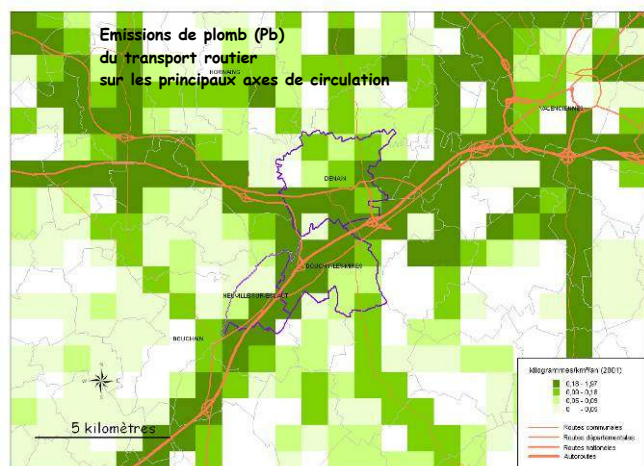 Emissions de plomb (Pb)
du transport routier
sur les principaux axes de circulation
HORNAING
VALENCIENNES
DENAIN
DOUCHY-LES-MINES
NEUVILLE-SUR-ESCAUT
BOUCHAIN
N
S
5 kilomètres
kilogrammes/km²/an (2001)
0,18 - 1,97
0,09 - 0,18
0,05 - 0,09
0 - 0,05
Routes communales
Routes départementales
Routes nationales
Autoroutes